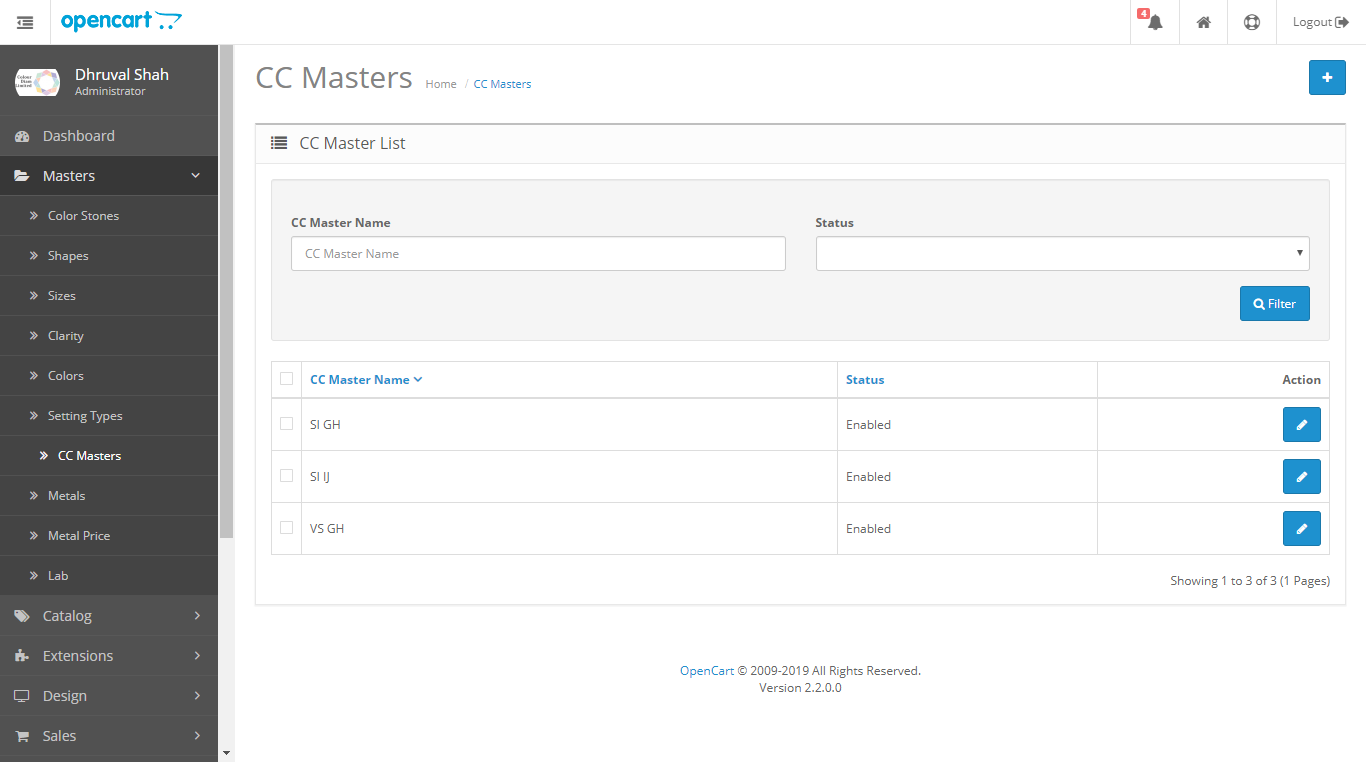 opencart
4
Logout
Dhruval Shah
Administrator
Dashboard
Masters
Color Stones
Shapes
Sizes
Clarity
Colors
Setting Types
CC Masters
Metals
Metal Price
Lab
Catalog
Extensions
Design
Sales
CC Masters
Home / CC Masters
CC Master List
CC Master Name
Status
CC Master Name
Filter
CC Master Name Status Action
SI GH Enabled
SI IJ Enabled
VS GH Enabled
Showing 1 to 3 of 3 (1 Pages)
OpenCart © 2009-2019 All Rights Reserved.
Version 2.2.0.0